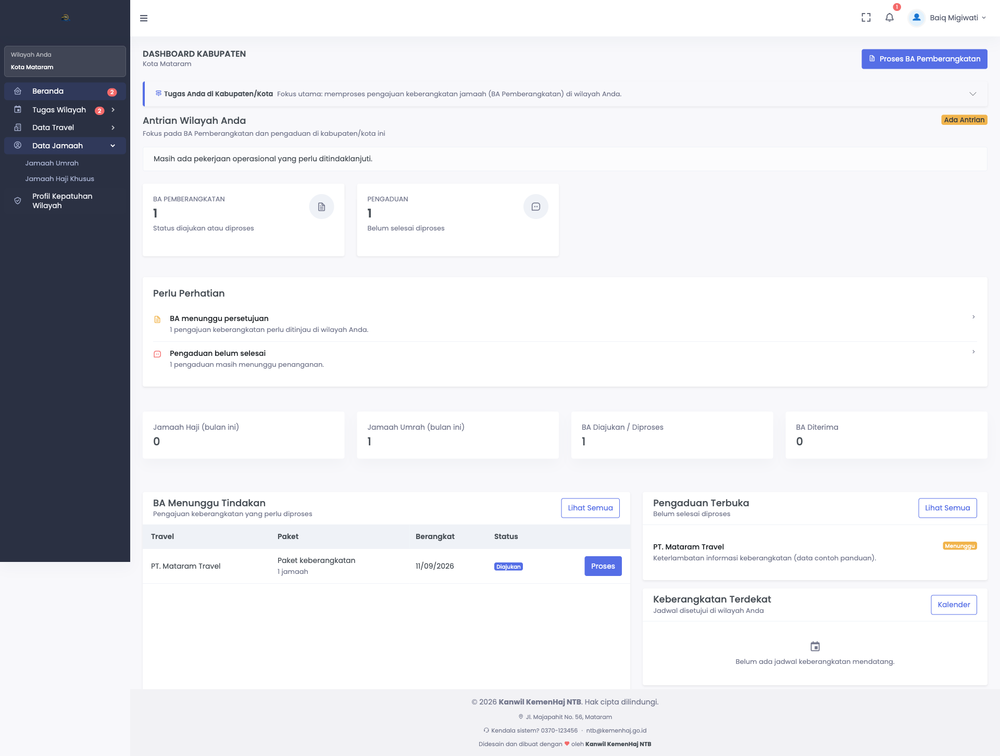 1
Baiq Migiwati
Wilayah Anda
Kota Mataram
Beranda
2
Tugas Wilayah
2
Data Travel
Data Jamaah
Jamaah Umrah
Jamaah Haji Khusus
Profil Kepatuhan
Wilayah
DASHBOARD KABUPATEN
Kota Mataram
Proses BA Pemberangkatan
Tugas Anda di Kabupaten/Kota Fokus utama: memproses pengajuan keberangkatan jamaah (BA Pemberangkatan) di wilayah Anda.
Antrian Wilayah Anda
Fokus pada BA Pemberangkatan dan pengaduan di kabupaten/kota ini
Ada Antrian
Masih ada pekerjaan operasional yang perlu ditindaklanjuti.
BA PEMBERANGKATAN
1
Status diajukan atau diproses
PENGADUAN
1
Belum selesai diproses
Perlu Perhatian
BA menunggu persetujuan
1 pengajuan keberangkatan perlu ditinjau di wilayah Anda.
Pengaduan belum selesai
1 pengaduan masih menunggu penanganan.
Jamaah Haji (bulan ini)
0
Jamaah Umrah (bulan ini)
1
BA Diajukan / Diproses
1
BA Diterima
0
BA Menunggu Tindakan
Pengajuan keberangkatan yang perlu diproses
Lihat Semua
Travel Paket Berangkat Status
PT. Mataram Travel
Paket keberangkatan
1 jamaah
11/09/2026
Diajukan
Proses
Pengaduan Terbuka
Belum selesai diproses
Lihat Semua
PT. Mataram Travel
Menunggu
Keterlambatan informasi keberangkatan (data contoh panduan).
Keberangkatan Terdekat
Jadwal disetujui di wilayah Anda
Kalender
Belum ada jadwal keberangkatan mendatang.
© 2026 Kanwil KemenHaj NTB. Hak cipta dilindungi.
Jl. Majapahit No. 56, Mataram
Kendala sistem? 0370-123456 · ntb@kemenhaj.go.id
Didesain dan dibuat dengan ❤ oleh Kanwil KemenHaj NTB